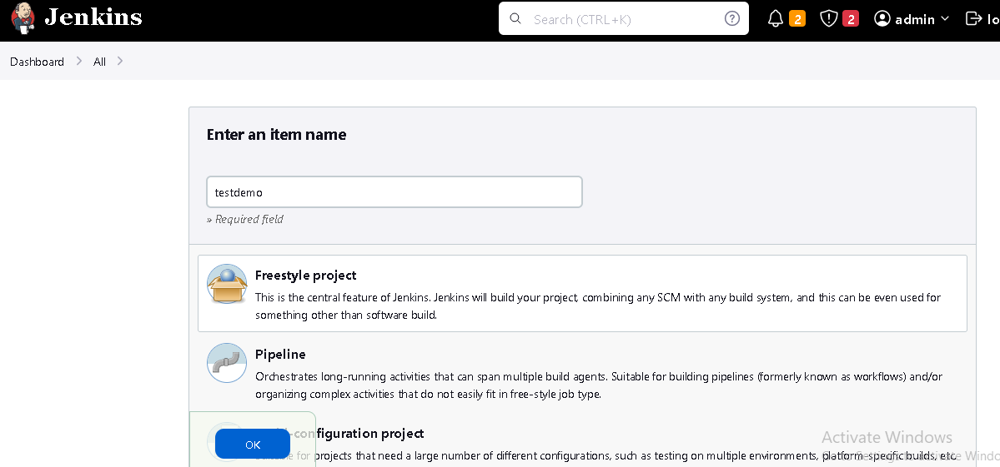 Jenkins
Search (CTRL+K)
2
2
admin
lo
Dashboard
All
Enter an item name
testdemo
» Required field
Freestyle project
This is the central feature of Jenkins. Jenkins will build your project, combining any SCM with any build system, and this can be even used for
something other than software build.
Pipeline
Orchestrates long-running activities that can span multiple build agents. Suitable for building pipelines (formerly known as workflows) and/or
organizing complex activities that do not easily fit in free-style job type.
-configuration project
OK
for projects that need a large number of different configurations, such as testing on multiple environments, platform-specific builds, etc.
Activate Windows
Go to Settings to activate Windo